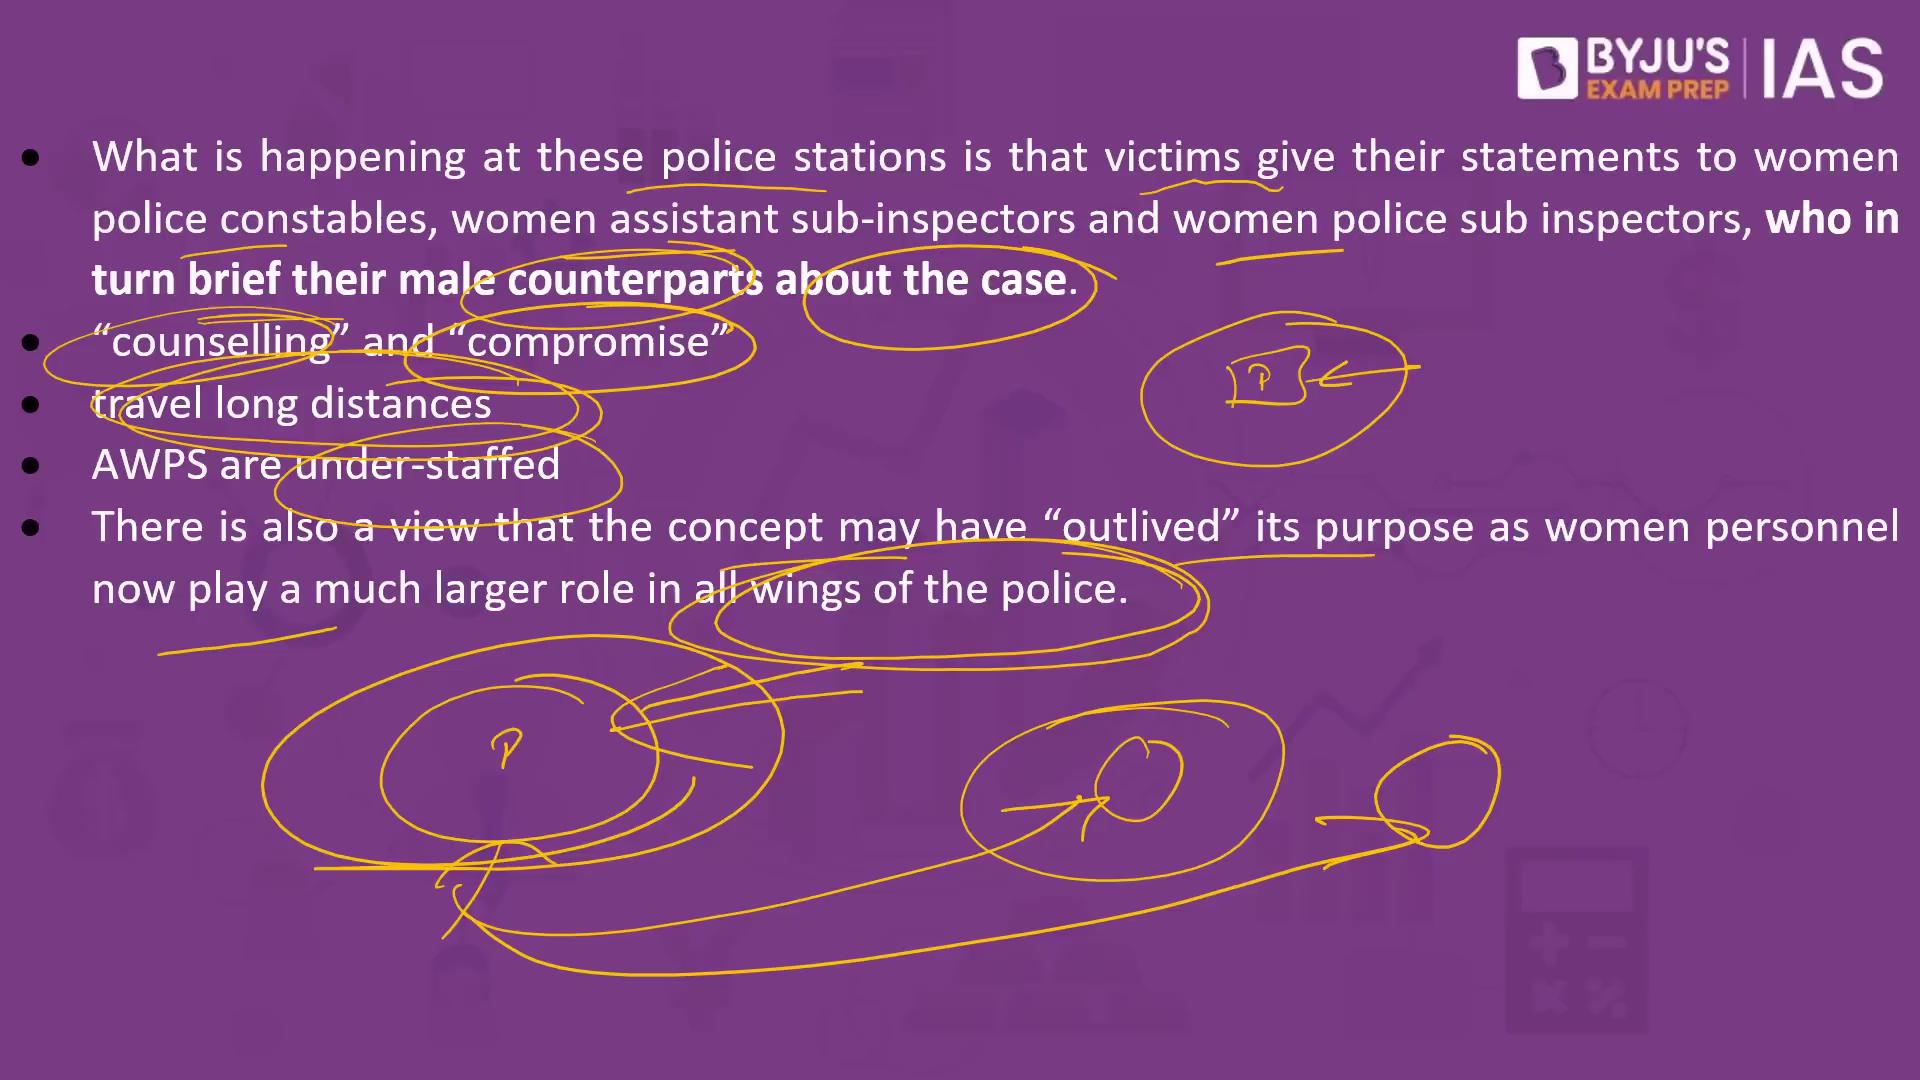 BYJU'S
EXAM PREP
IAS
● What is happening at these police stations is that victims give their statements to women
police constables, women assistant sub-inspectors and women police sub inspectors, who in
turn brief their male counterparts about the case.
● “counselling” and “compromise”
● travel long distances
● AWPS are under-staffed
● There is also a view that the concept may have “outlived” its purpose as women personnel
now play a much larger role in all wings of the police.
P
P